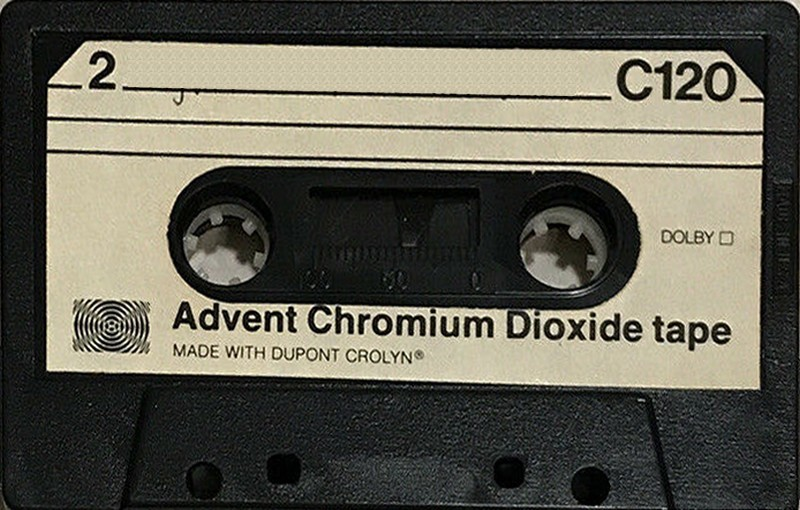 2 C120
DOLBY □
100 50 0
Advent Chromium Dioxide tape
MADE WITH DUPONT CROLYN®